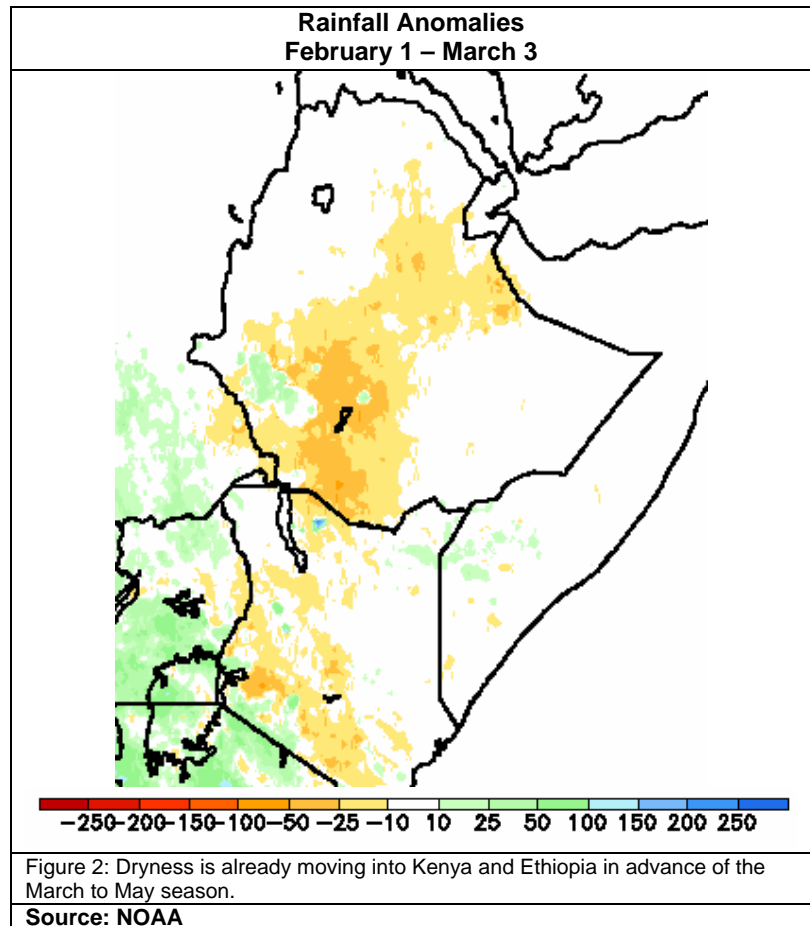 Rainfall Anomalies
February 1 – March 3
−250−200−150−100−50 −25 −10 10 25 50 100 150 200 250
Figure 2: Dryness is already moving into Kenya and Ethiopia in advance of the
March to May season.
Source: NOAA